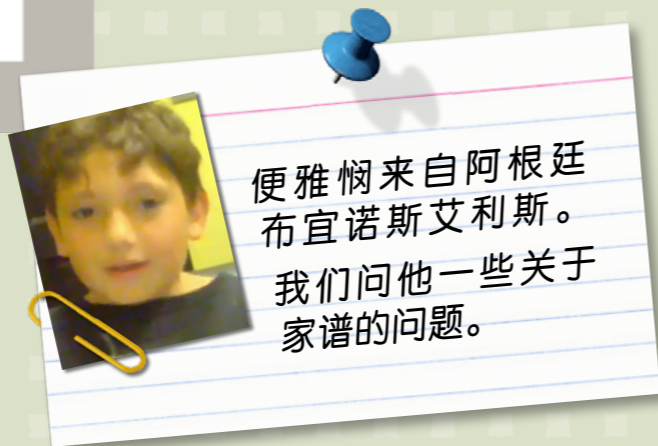 便雅悯来自阿根廷
布宜诺斯艾利斯。
我们问他一些关于
家谱的问题。